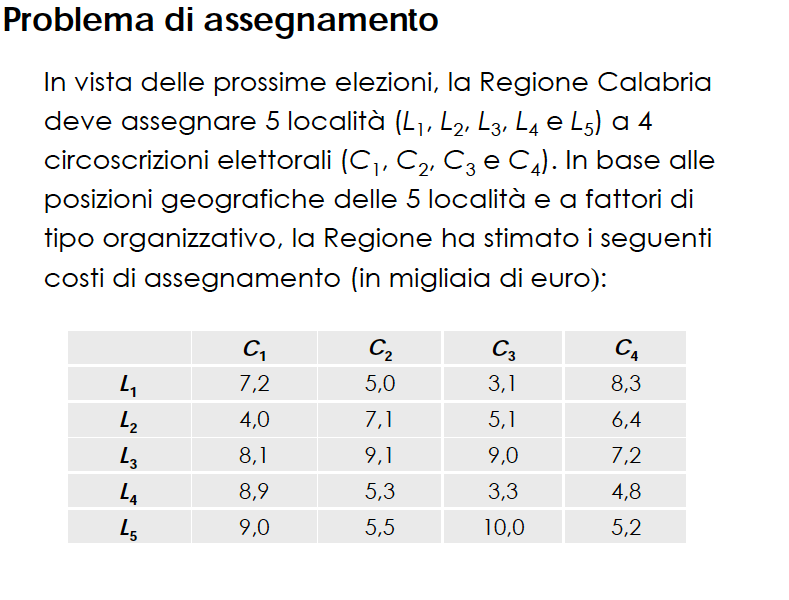 Problema di assegnamento
In vista delle prossime elezioni, la Regione Calabria
deve assegnare 5 località (L1, L2, L3, L4 e L5) a 4
circoscrizioni elettorali (C1, C2, C3 e C4). In base alle
posizioni geografiche delle 5 località e a fattori di
tipo organizzativo, la Regione ha stimato i seguenti
costi di assegnamento (in migliaia di euro):
C1 C2 C3 C4
L1 7,2 5,0 3,1 8,3
L2 4,0 7,1 5,1 6,4
L3 8,1 9,1 9,0 7,2
L4 8,9 5,3 3,3 4,8
L5 9,0 5,5 10,0 5,2